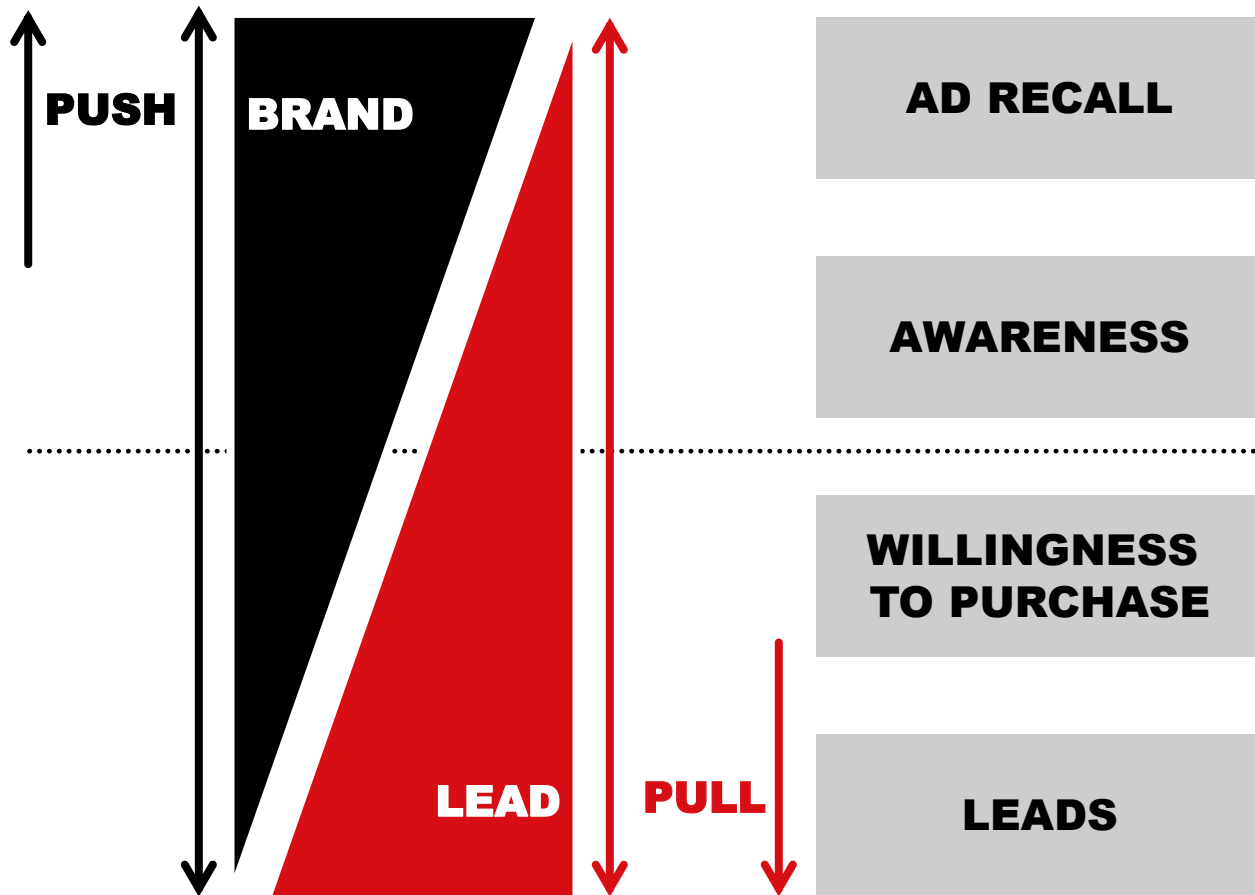 PUSH
BRAND
AD RECALL
AWARENESS
WILLINGNESS
TO PURCHASE
LEAD
PULL
LEADS